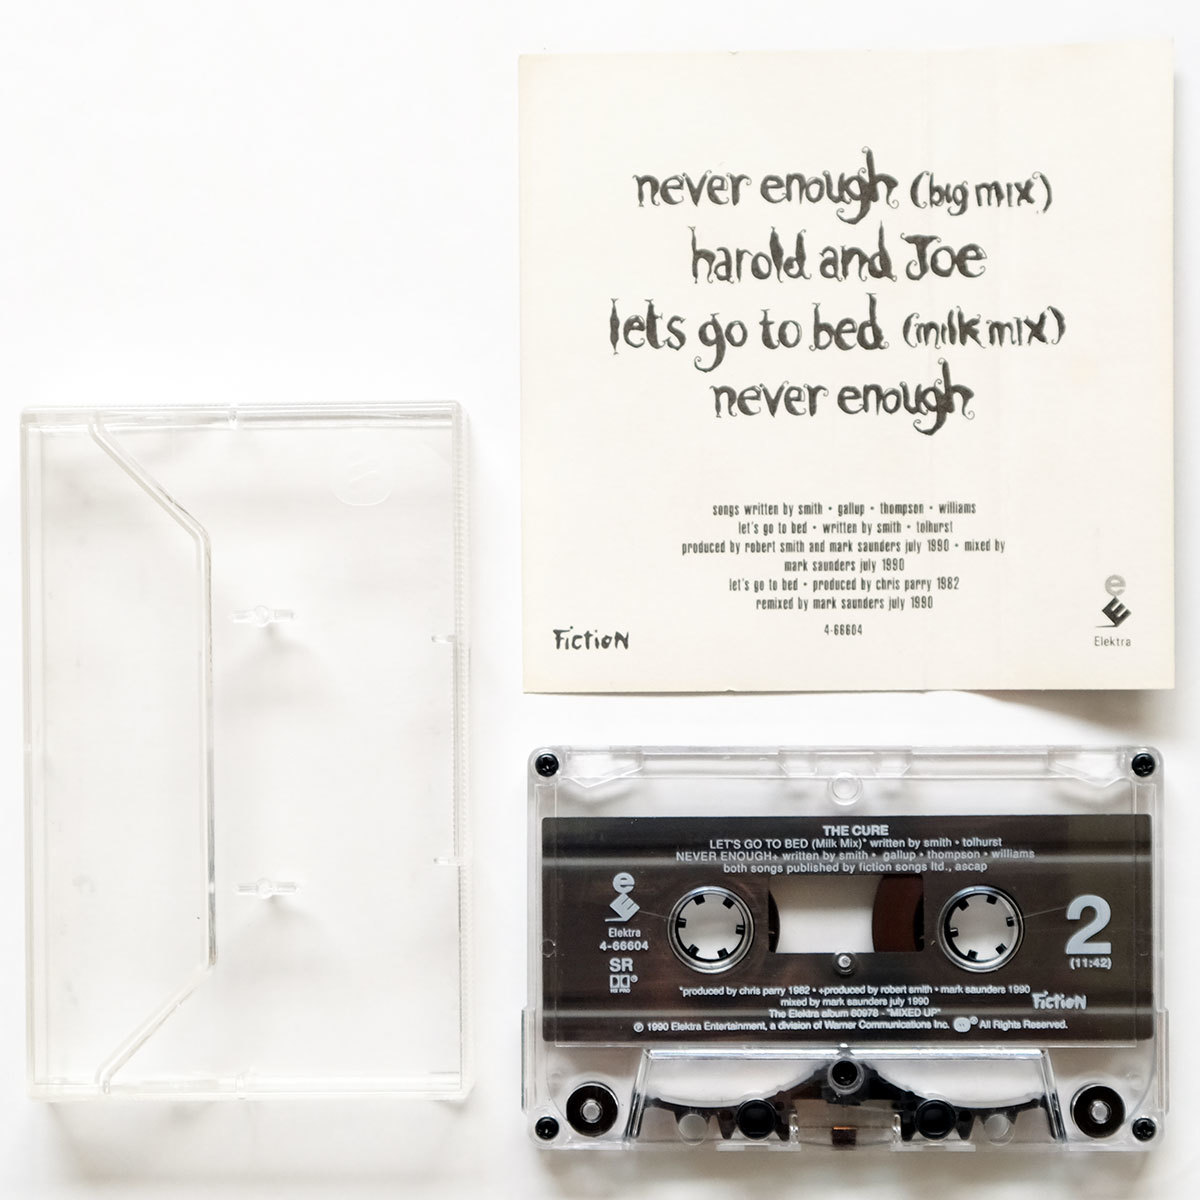 never enough (big mix)
harold and Joe
lets go to bed (milk mix)
never enough
songs written by smith • gallup • thompson • williams
let's go to bed • written by smith • tolhurst
produced by robert smith and mark saunders july 1990 • mixed by
mark saunders july 1990
let's go to bed • produced by chris parry 1982
remixed by mark saunders july 1990
4-66604
Fiction
Elektra
THE CURE
LET'S GO TO BED (Milk Mix)* written by smith • tolhurst
NEVER ENOUGH+ written by smith • gallup • thompson • williams
both songs published by fiction songs ltd., ascap
Elektra
4-66604
SR
HX PRO
2
(11:42)
*produced by chris parry 1982 • +produced by robert smith • mark saunders 1990
mixed by mark saunders july 1990
Fiction
The Elektra album 60978 - "MIXED UP"
℗ 1990 Elektra Entertainment, a division of Warner Communications Inc. ® All Rights Reserved.